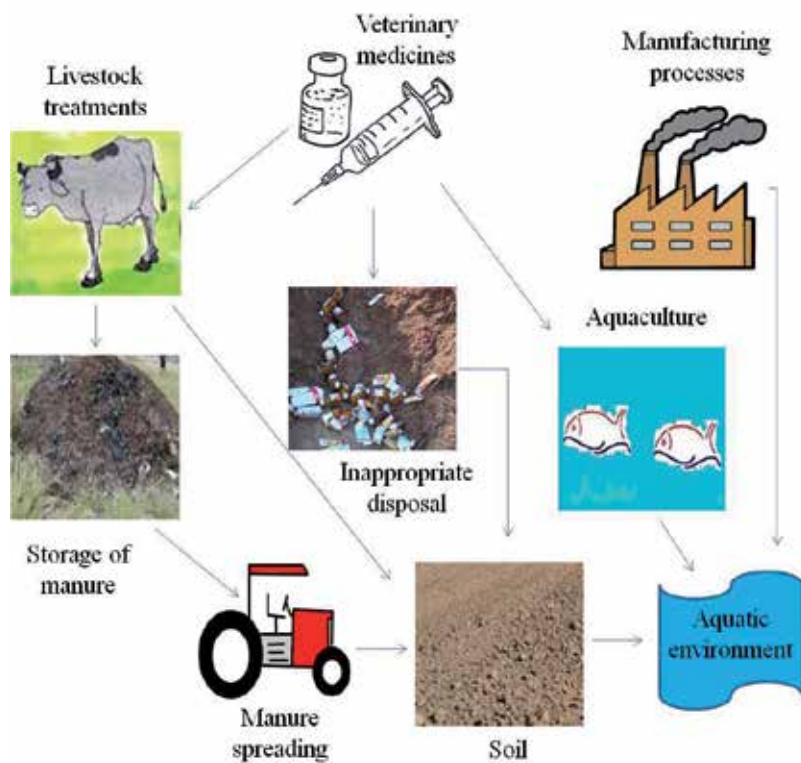 Veterinary
medicines
Manufacturing
processes
Livestock
treatments
Aquaculture
Inappropriate
disposal
Storage of
manure
Aquatic
environment
Manure
spreading
Soil